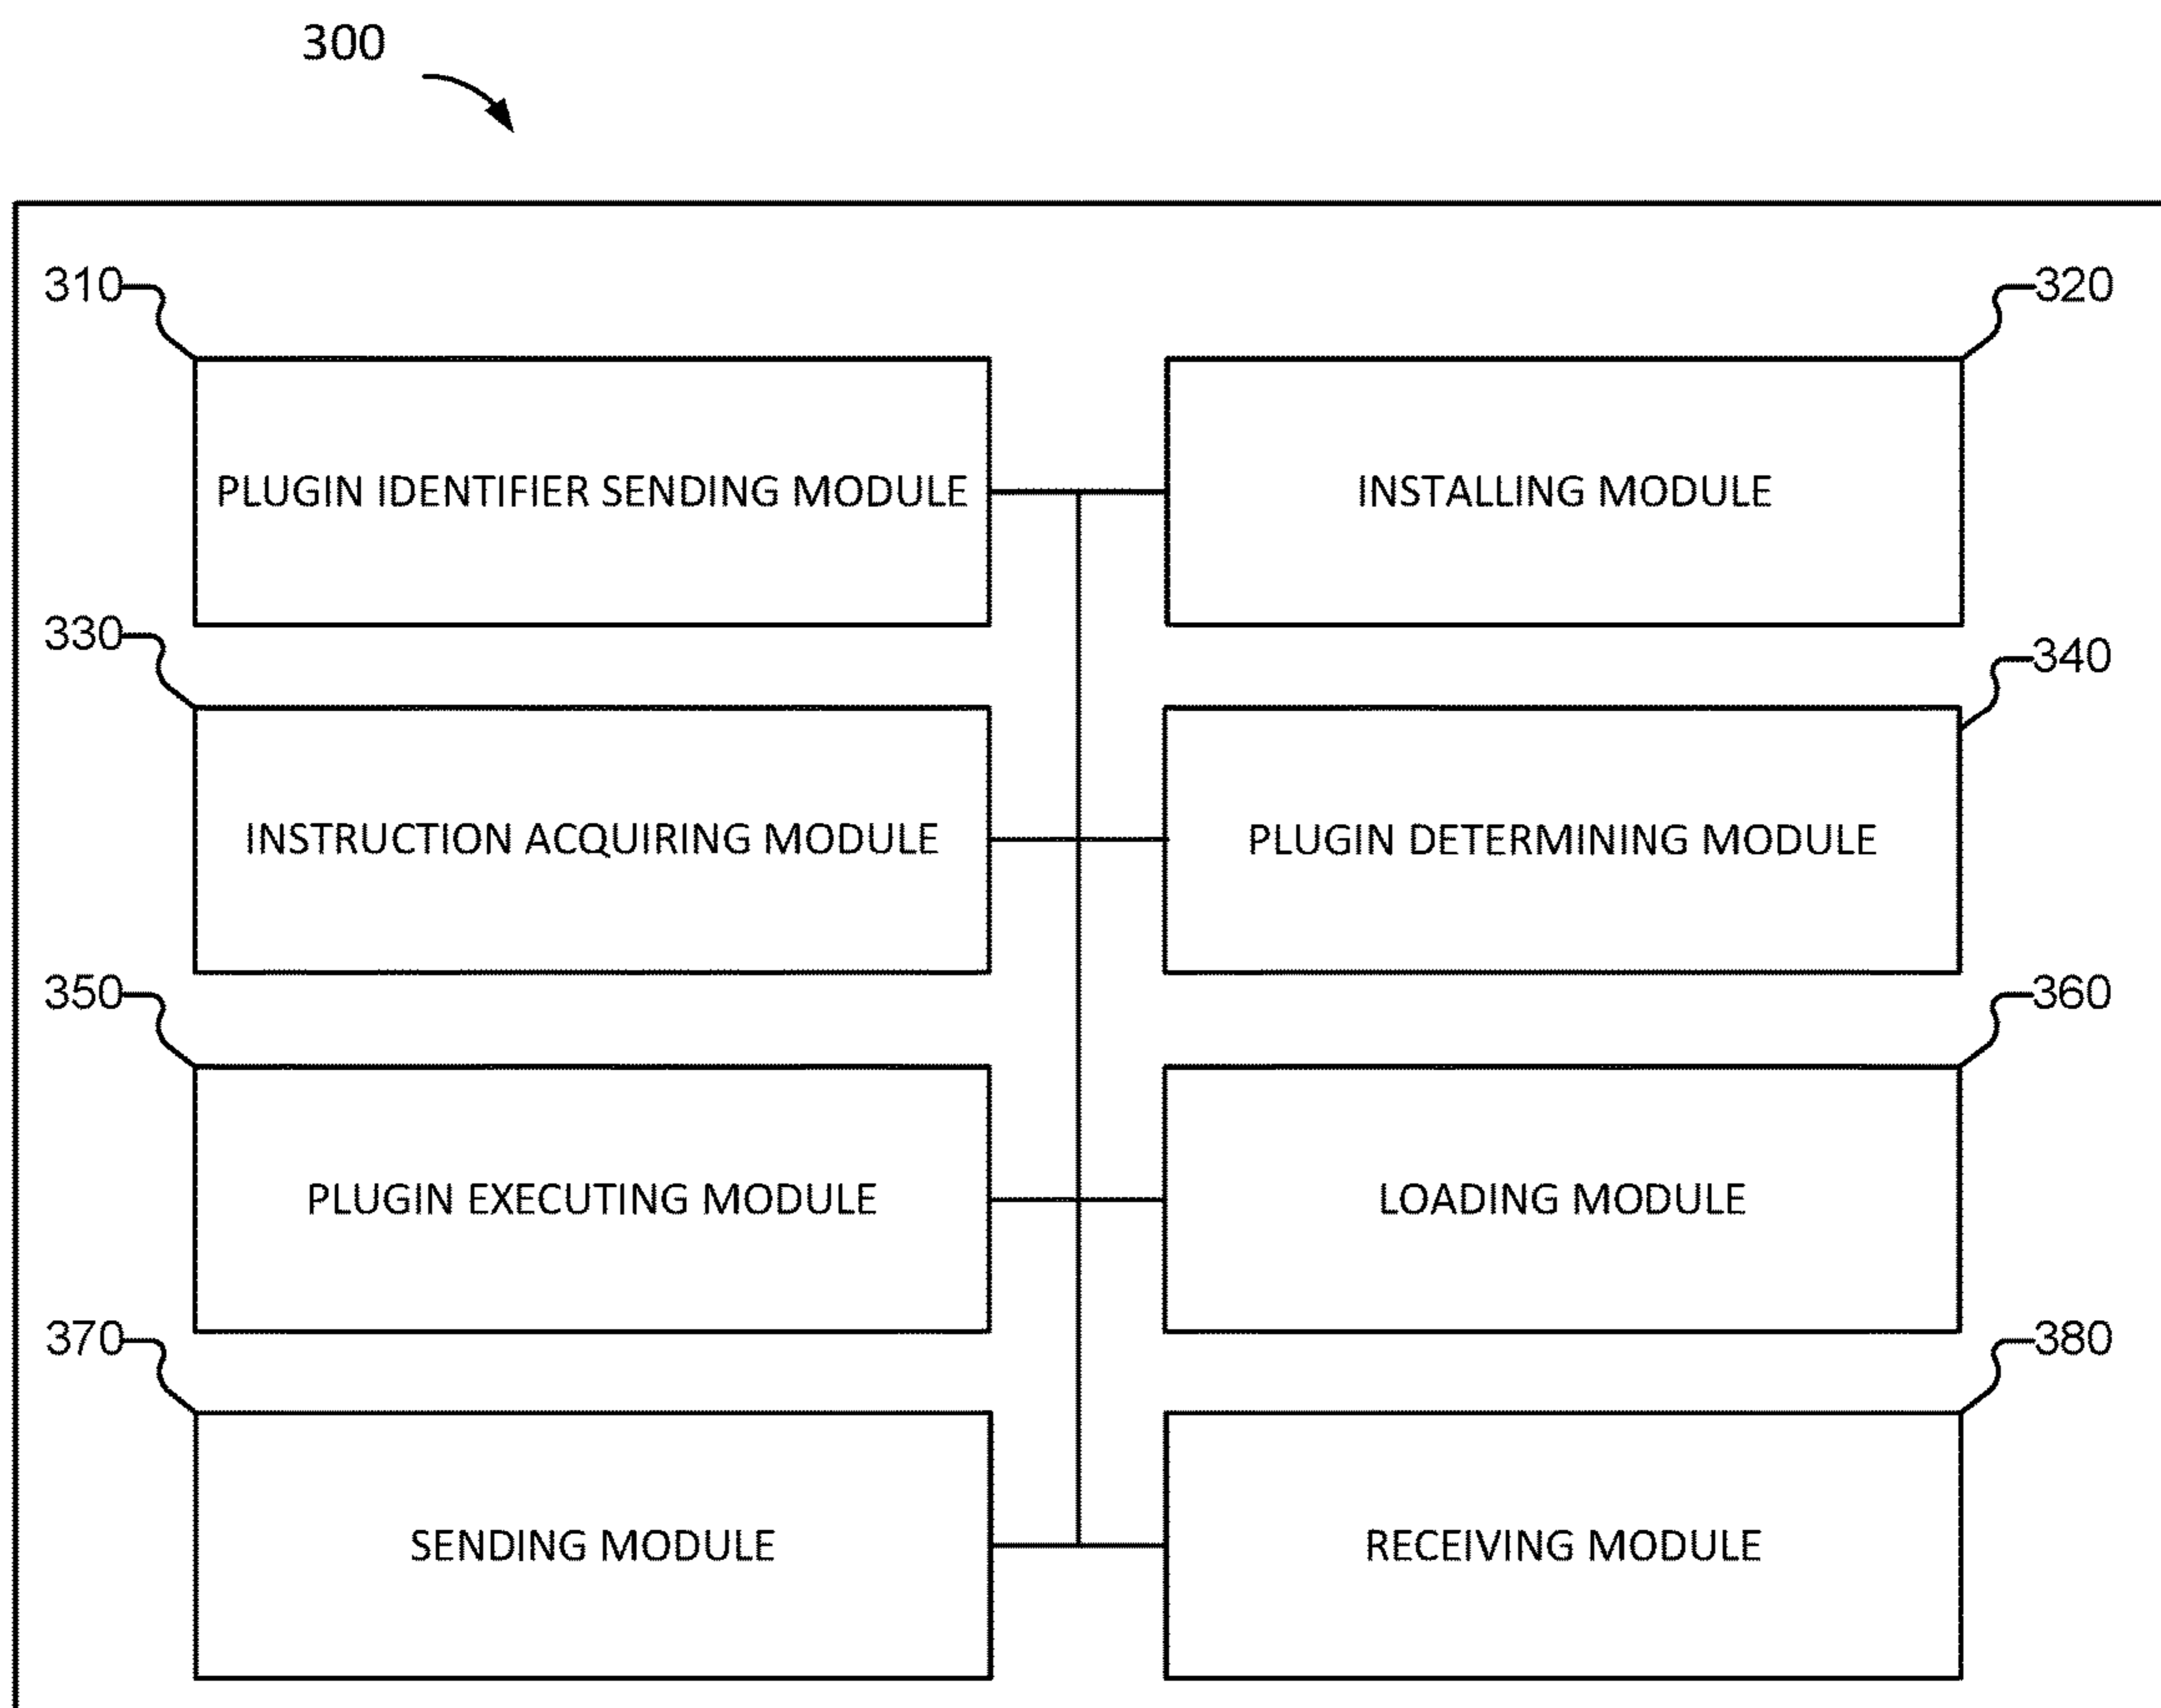 300
310
320
PLUGIN IDENTIFIER SENDING MODULE
INSTALLING MODULE
330
340
INSTRUCTION ACQUIRING MODULE
PLUGIN DETERMINING MODULE
350
360
PLUGIN EXECUTING MODULE
LOADING MODULE
370
380
SENDING MODULE
RECEIVING MODULE